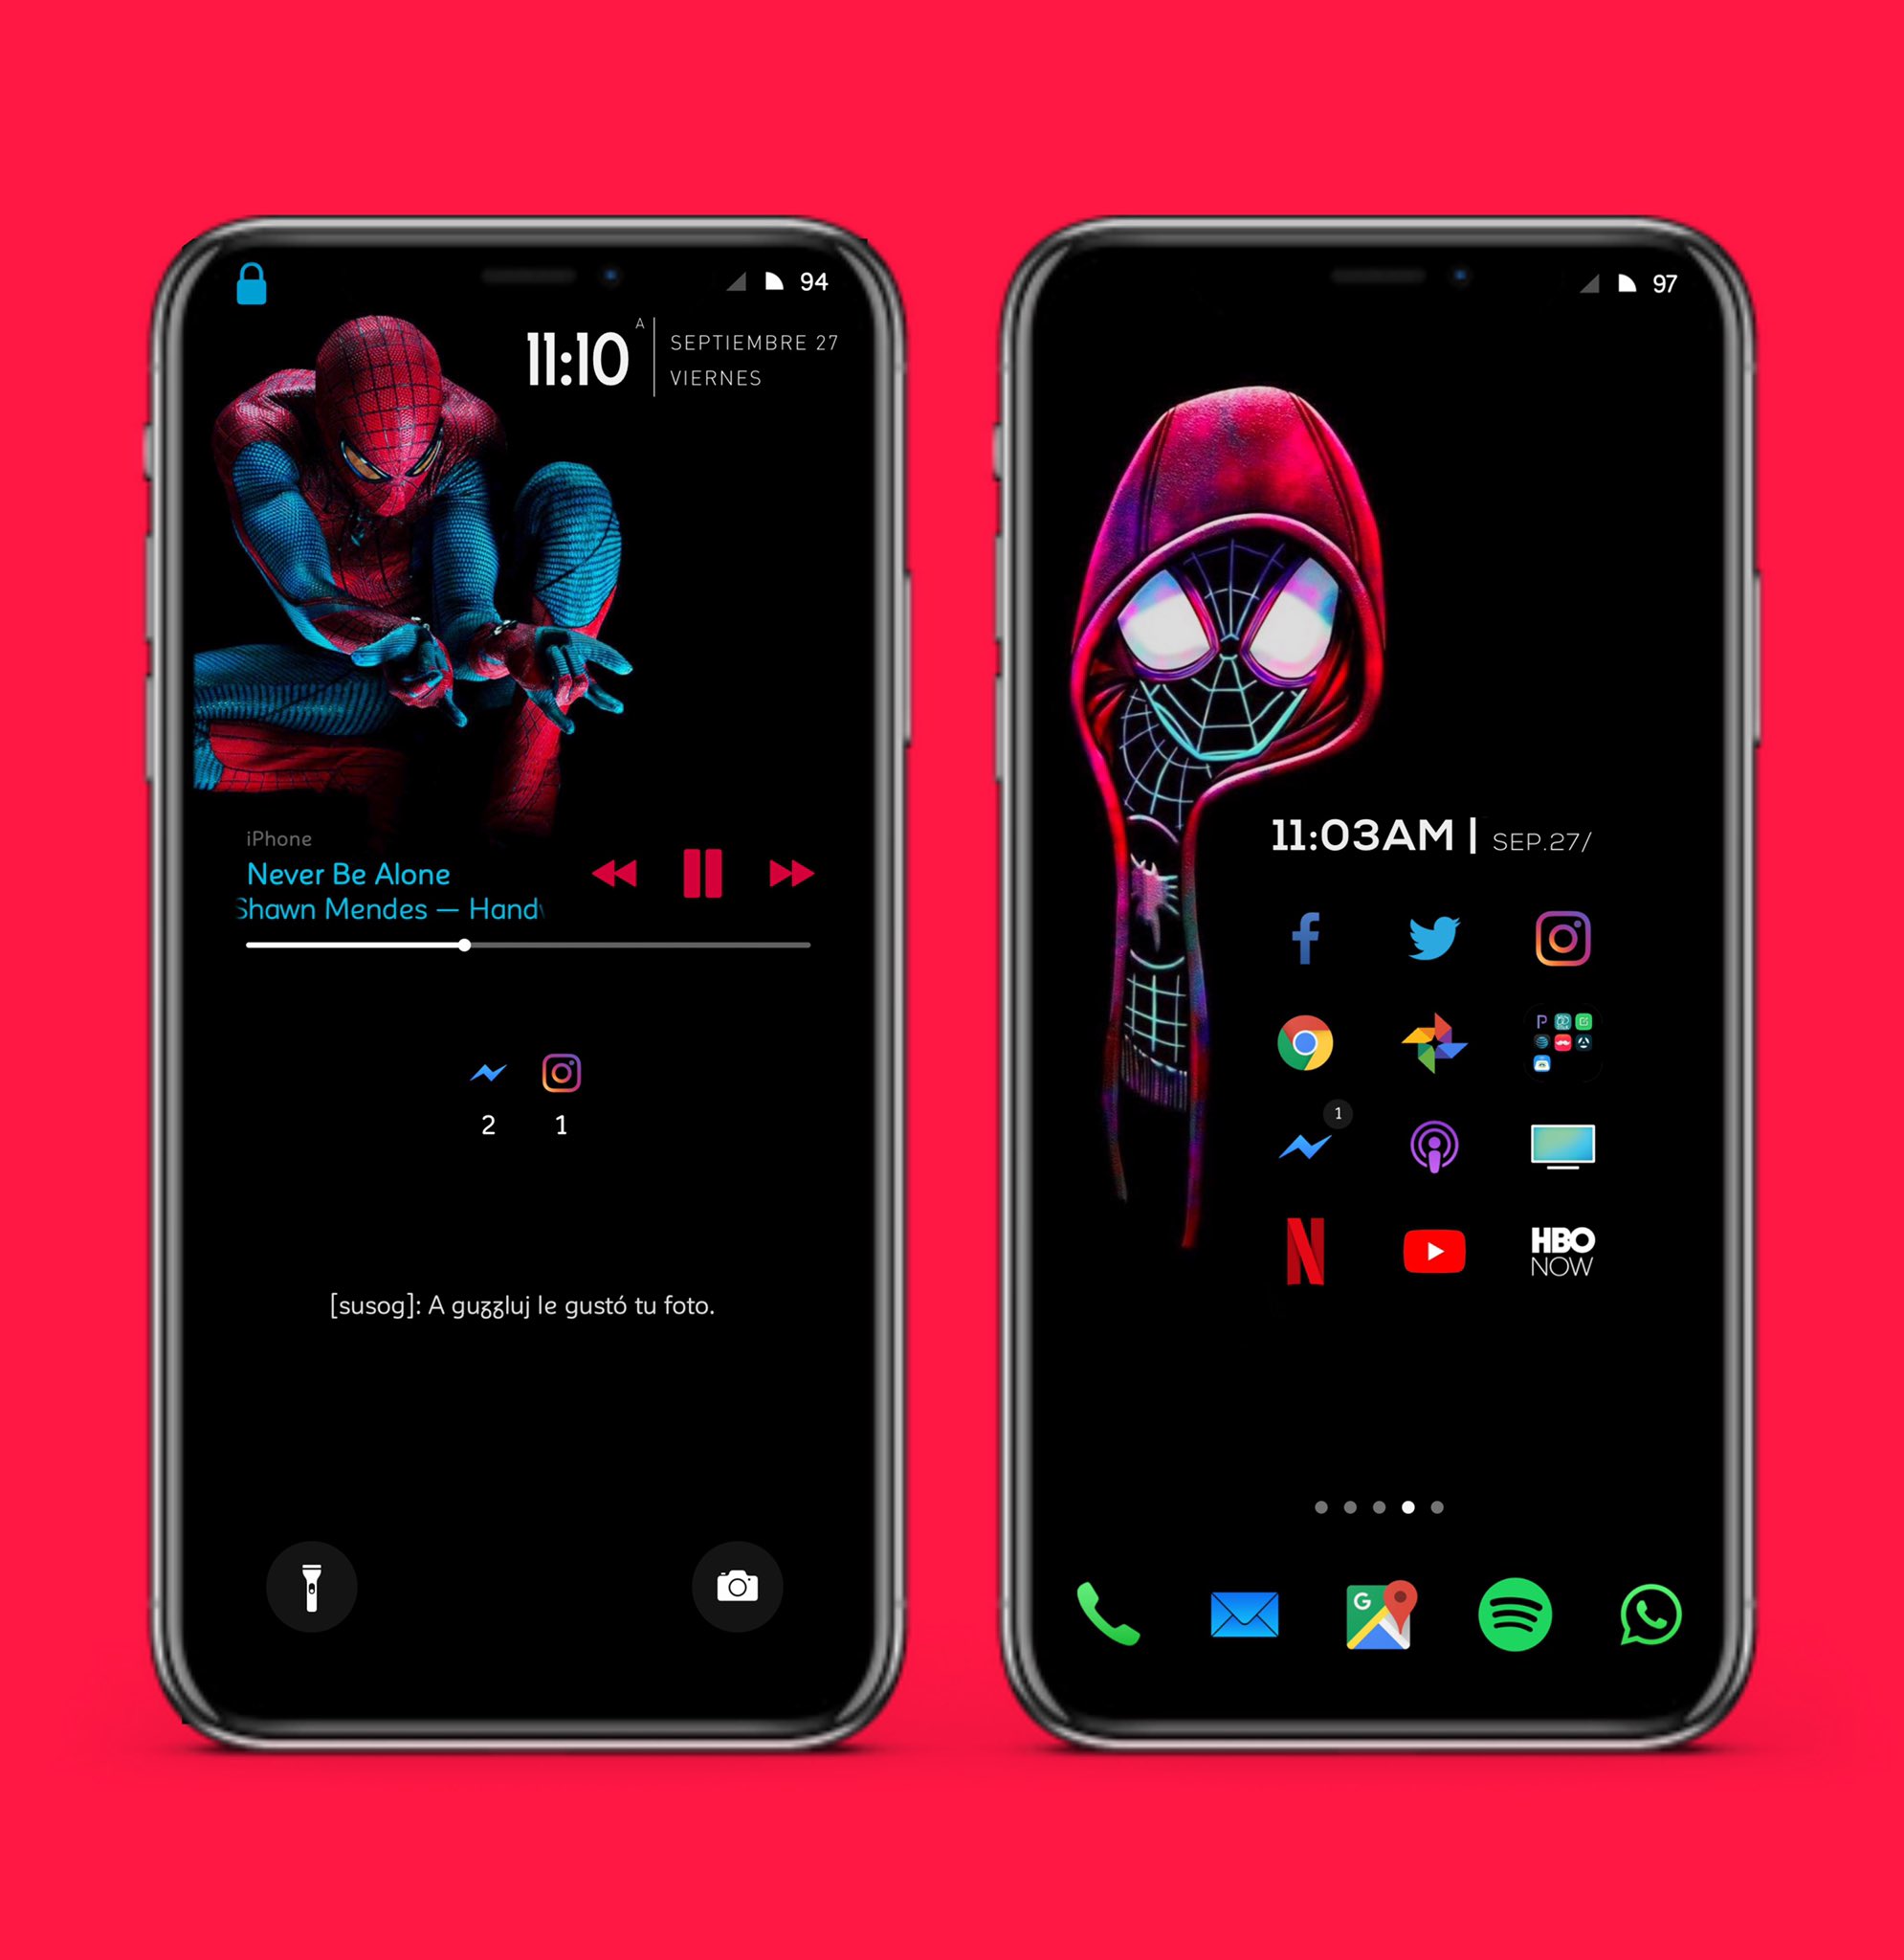 94
11:10 A
SEPTIEMBRE 27
VIERNES
iPhone
Never Be Alone
Shawn Mendes — Hand
2 1
[susog]: A guzzluj le gustó tu foto.
97
11:03AM | SEP.27/
1
HBO
NOW